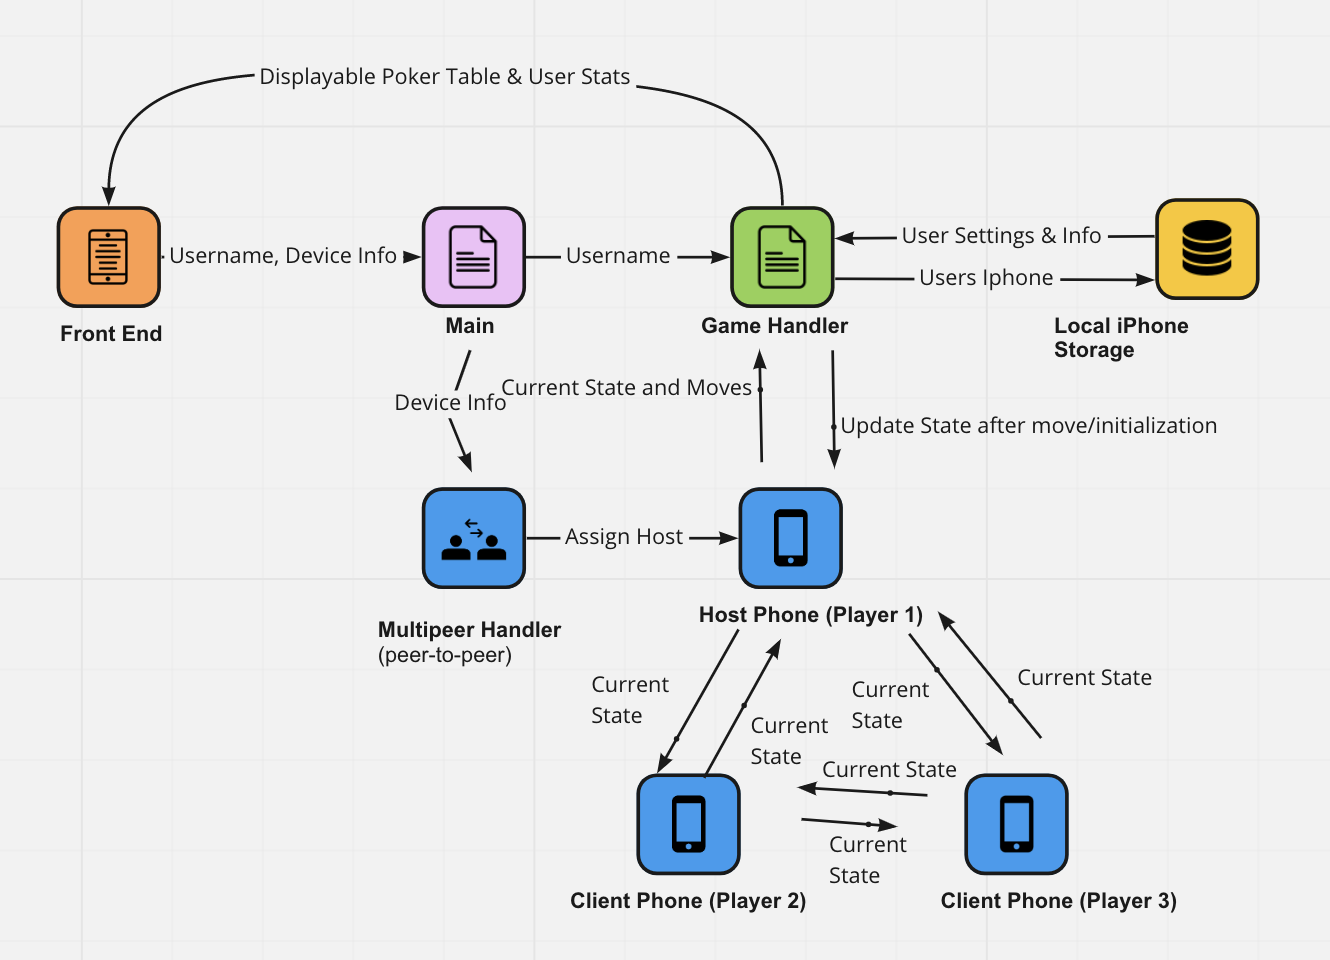 Displayable Poker Table & User Stats
Username, Device Info
Username
User Settings & Info
Users Iphone
Front End
Main
Game Handler
Local iPhone
Storage
Device Info
Current State and Moves
Update State after move/initialization
Assign Host
Multipeer Handler
(peer-to-peer)
Host Phone (Player 1)
Current
State
Current
State
Current
State
Current State
Current State
Current
State
Client Phone (Player 2)
Client Phone (Player 3)